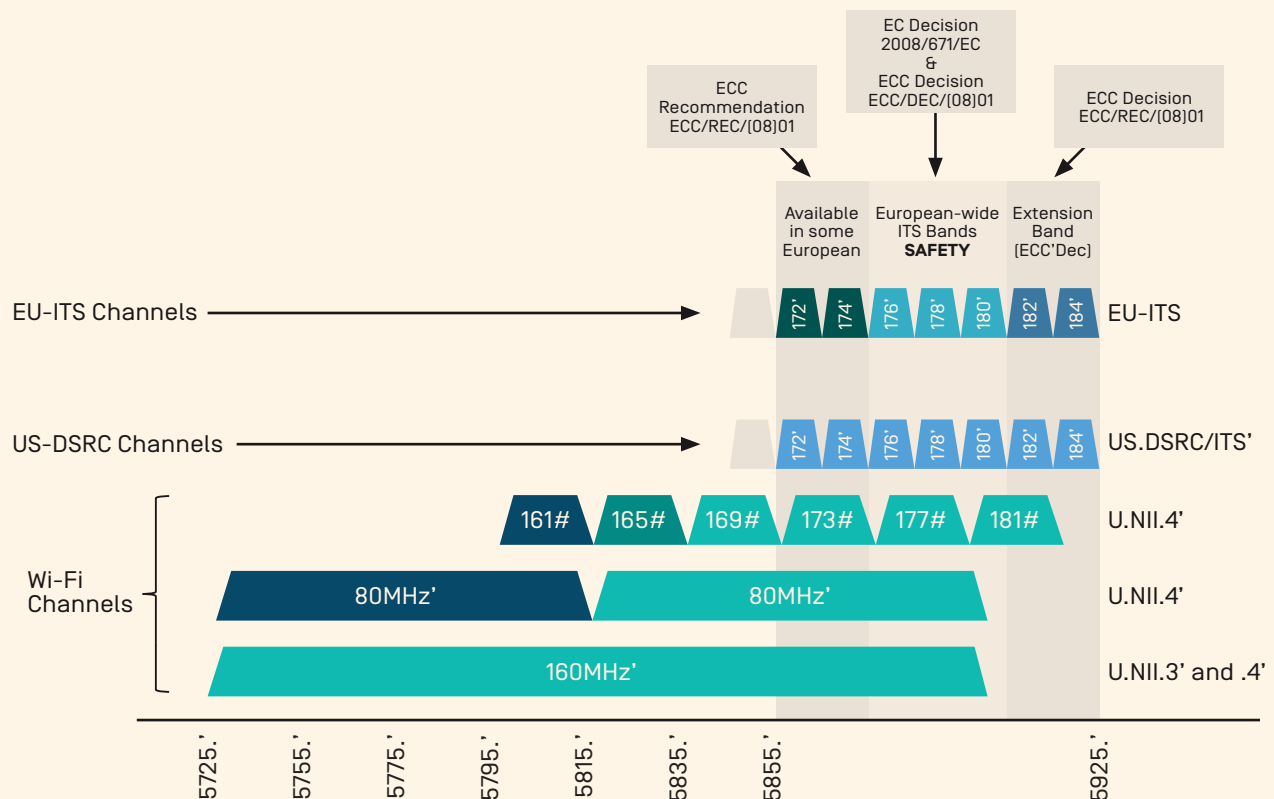 EC Decision
2008/671/EC
&
ECC Decision
ECC/DEC/(08)01
ECC
Recommendation
ECC/REC/(08)01
ECC Decision
ECC/REC/(08)01
Available
in some
European
European-wide
ITS Bands
SAFETY
Extension
Band
(ECC'Dec)
EU-ITS Channels
172'
174'
176'
178'
180'
182'
184'
EU-ITS
US-DSRC Channels
172'
174'
176'
178'
180'
182'
184'
US.DSRC/ITS'
161#
165#
169#
173#
177#
181#
U.NII.4'
Wi-Fi
Channels
80MHz'
80MHz'
U.NII.4'
160MHz'
U.NII.3' and .4'
5725.'
5755.'
5775.'
5795.'
5815.'
5835.'
5855.'
5925.'